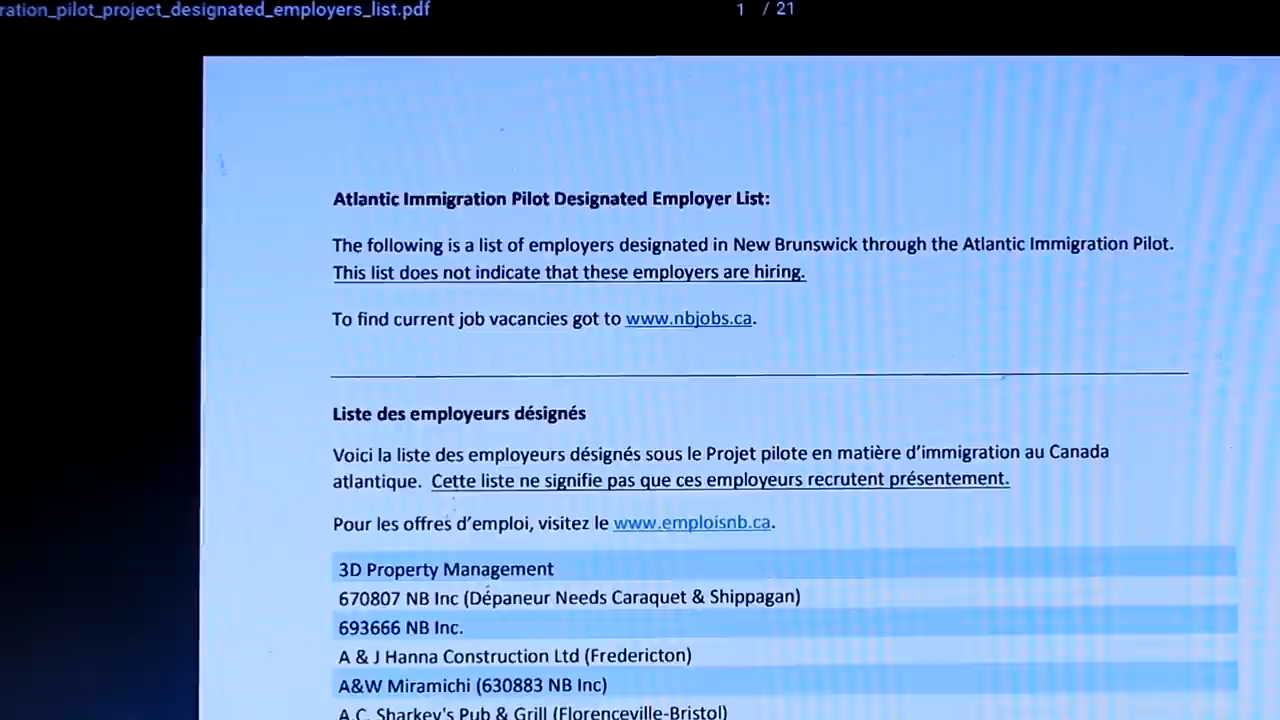 ration_pilot_project_designated_employers_list.pdf
1 / 21
Atlantic Immigration Pilot Designated Employer List:
The following is a list of employers designated in New Brunswick through the Atlantic Immigration Pilot.
This list does not indicate that these employers are hiring.
To find current job vacancies got to www.nbjobs.ca.
Liste des employeurs désignés
Voici la liste des employeurs désignés sous le Projet pilote en matière d'immigration au Canada
atlantique. Cette liste ne signifie pas que ces employeurs recrutent présentement.
Pour les offres d'emploi, visitez le www.emploisnb.ca.
3D Property Management
670807 NB Inc (Dépaneur Needs Caraquet & Shippagan)
693666 NB Inc.
A & J Hanna Construction Ltd (Fredericton)
A&W Miramichi (630883 NB Inc)
A.C. Sharkey's Pub & Grill (Florenceville-Bristol)